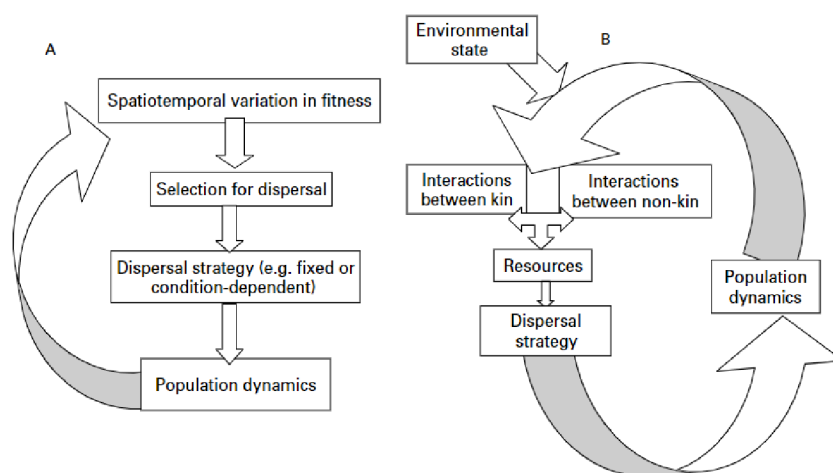 A
Spatiotemporal variation in fitness
Selection for dispersal
Dispersal strategy (e.g. fixed or
condition-dependent)
Population dynamics
B
Environmental
state
Interactions
between kin
Interactions
between non-kin
Resources
Dispersal
strategy
Population
dynamics